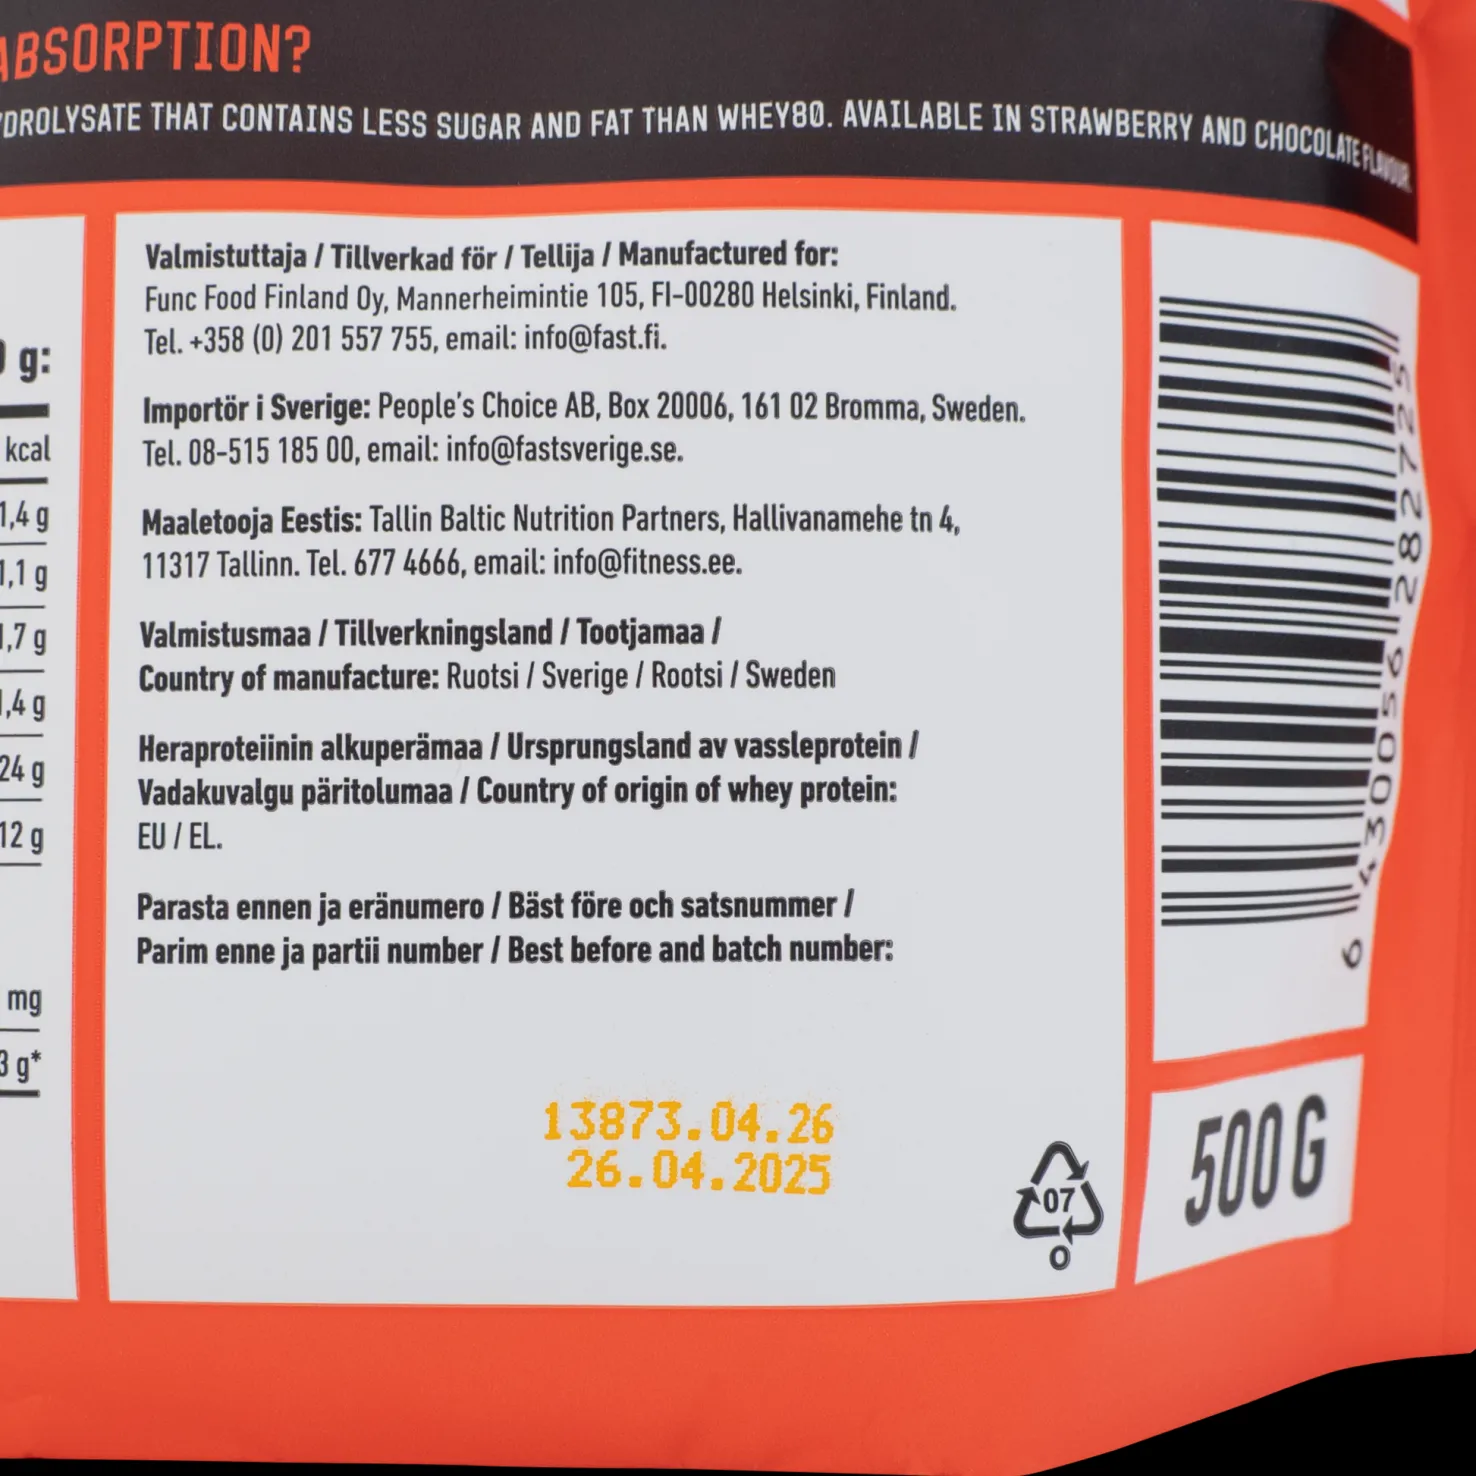 ABSORPTION?
THAT CONTAINS LESS SUGAR AND FAT THAN WHEY80. AVAILABLE IN STRAWBERRY AND CHOCOLATE FLAVOUR.
g:
kcal
1,4 g
1,1 g
1,7 g
1,4 g
24 g
12 g
mg
3 g*
Valmistuttaja / Tillverkad för / Tellija / Manufactured for:
Func Food Finland Oy, Mannerheimintie 105, FI-00280 Helsinki, Finland.
Tel. +358 (0) 201 557 755, email: info@fast.fi.
Importör i Sverige: People's Choice AB, Box 20006, 161 02 Bromma, Sweden.
Tel. 08-515 185 00, email: info@fastsverige.se.
Maaletooja Eestis: Tallin Baltic Nutrition Partners, Hallivanamehe tn 4,
11317 Tallinn. Tel. 677 4666, email: info@fitness.ee.
Valmistusmaa / Tillverkningsland / Tootjamaa /
Country of manufacture: Ruotsi / Sverige / Rootsi / Sweden
Heraproteiinin alkuperämaa / Ursprungsland av vassleprotein /
Vadakuvalgu päritolumaa / Country of origin of whey protein:
EU / EL.
Parasta ennen ja eränumero / Bäst före och satsnummer /
Parim enne ja partii number / Best before and batch number:
13873.04.26
26.04.2025
07
O
6 430056 282725
500 G